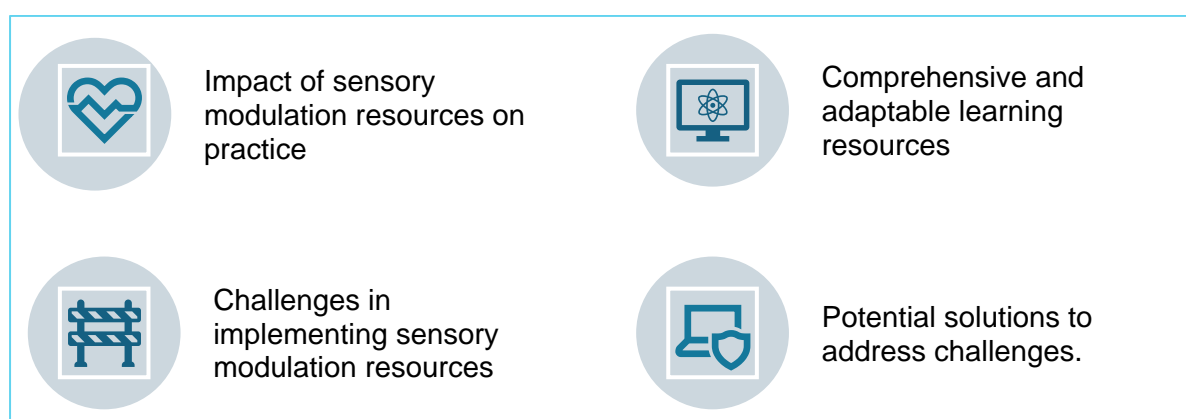 Impact of sensory
modulation resources on
practice
Comprehensive and
adaptable learning
resources
Challenges in
implementing sensory
modulation resources
Potential solutions to
address challenges.